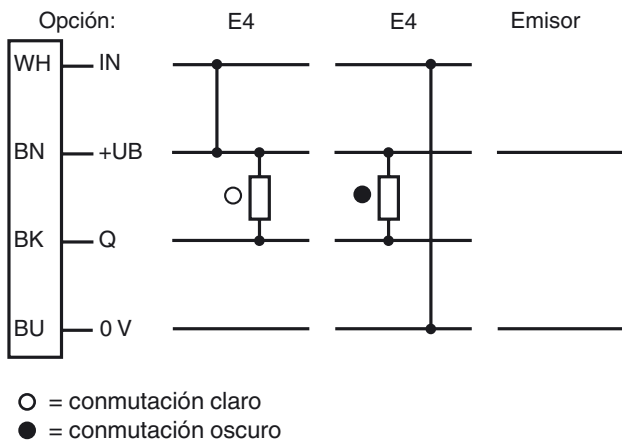 Opción: E4 E4 Emisor
WH IN
BN +UB
BK Q
BU 0 V
= conmutación claro
= conmutación oscuro